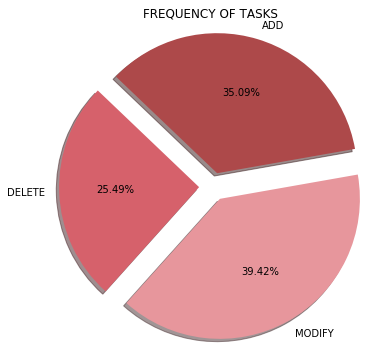 FREQUENCY OF TASKS
ADD
35.09%
DELETE
25.49%
39.42%
MODIFY